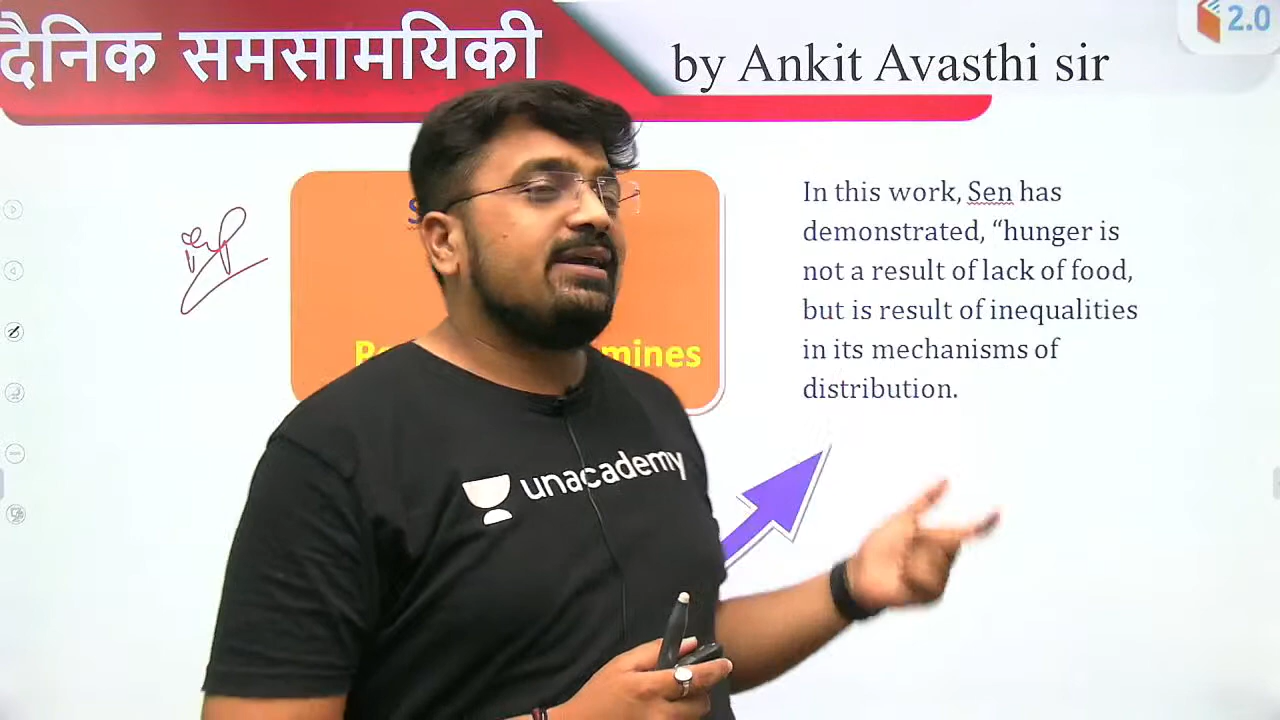 दैनिक समसामयिकी
by Ankit Avasthi sir
2.0
In this work, Sen has
demonstrated, “hunger is
not a result of lack of food,
but is result of inequalities
in its mechanisms of
distribution.
unacademy